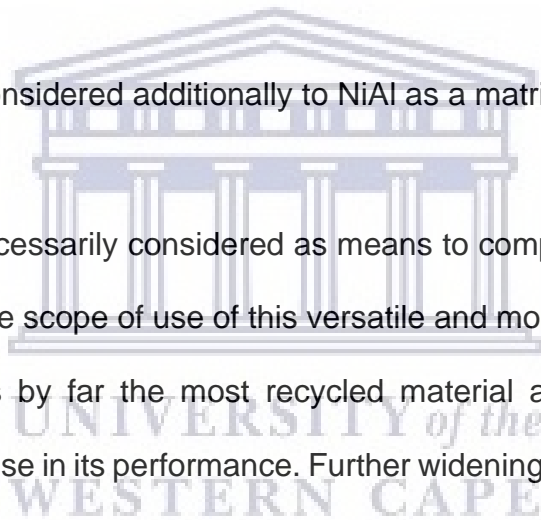 onsidered additionally to NiAl as a matri
cessarily considered as means to comp
e scope of use of this versatile and mo
s by far the most recycled material a
UNIVERSITY of the
se in its performance. Further widening
WESTERN CAPE